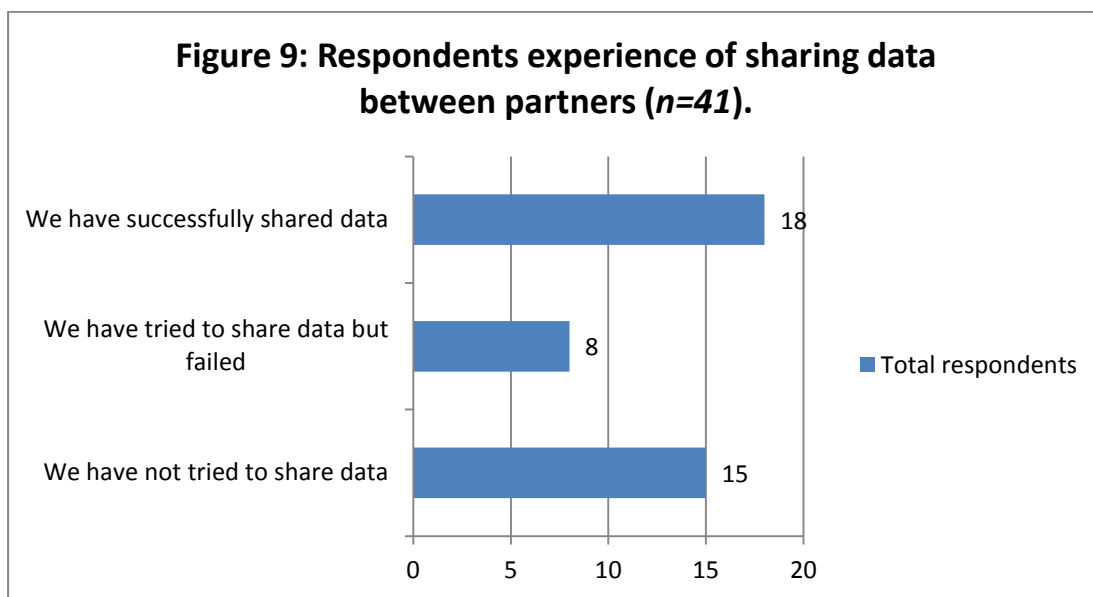 Figure 9: Respondents experience of sharing data
between partners (n=41).
We have successfully shared data
18
We have tried to share data but
failed
8
Total respondents
We have not tried to share data
15
0 5 10 15 20